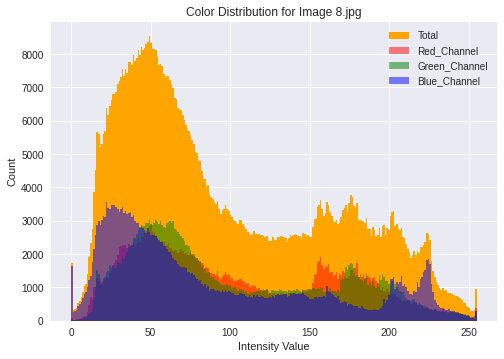 Color Distribution for Image 8.jpg
Total
Red_Channel
Green_Channel
Blue_Channel
Count
8000
7000
6000
5000
4000
3000
2000
1000
0
0 50 100 150 200 250
Intensity Value